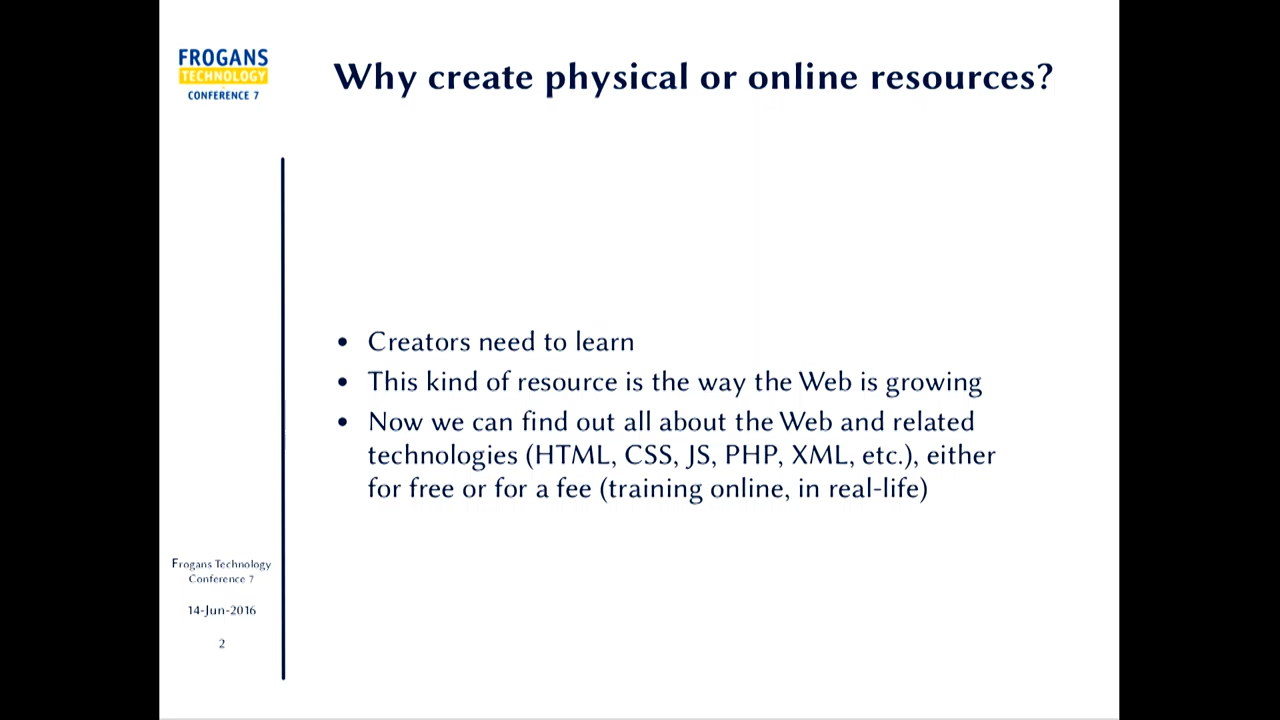 FROGANS
TECHNOLOGY
CONFERENCE 7
Why create physical or online resources?
• Creators need to learn
• This kind of resource is the way the Web is growing
• Now we can find out all about the Web and related
technologies (HTML, CSS, JS, PHP, XML, etc.), either
for free or for a fee (training online, in real-life)
Frogans Technology
Conference 7
14-Jun-2016
2